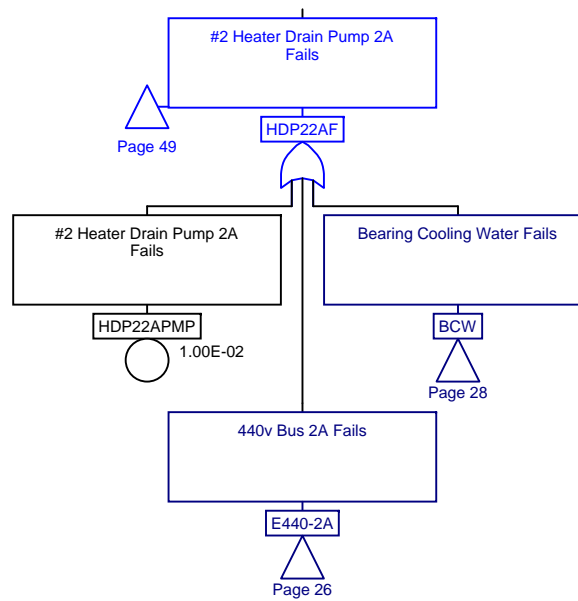 #2 Heater Drain Pump 2A
Fails
Page 49
HDP22AF
#2 Heater Drain Pump 2A
Fails
HDP22APMP
1.00E-02
Bearing Cooling Water Fails
BCW
Page 28
440v Bus 2A Fails
E440-2A
Page 26